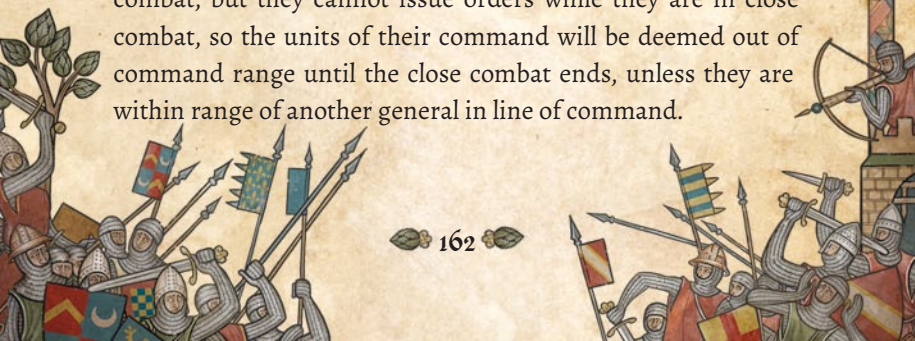 combat, but they cannot issue orders while they are in close
combat, so the units of their command will be deemed out of
command range until the close combat ends, unless they are
within range of another general in line of command.
162